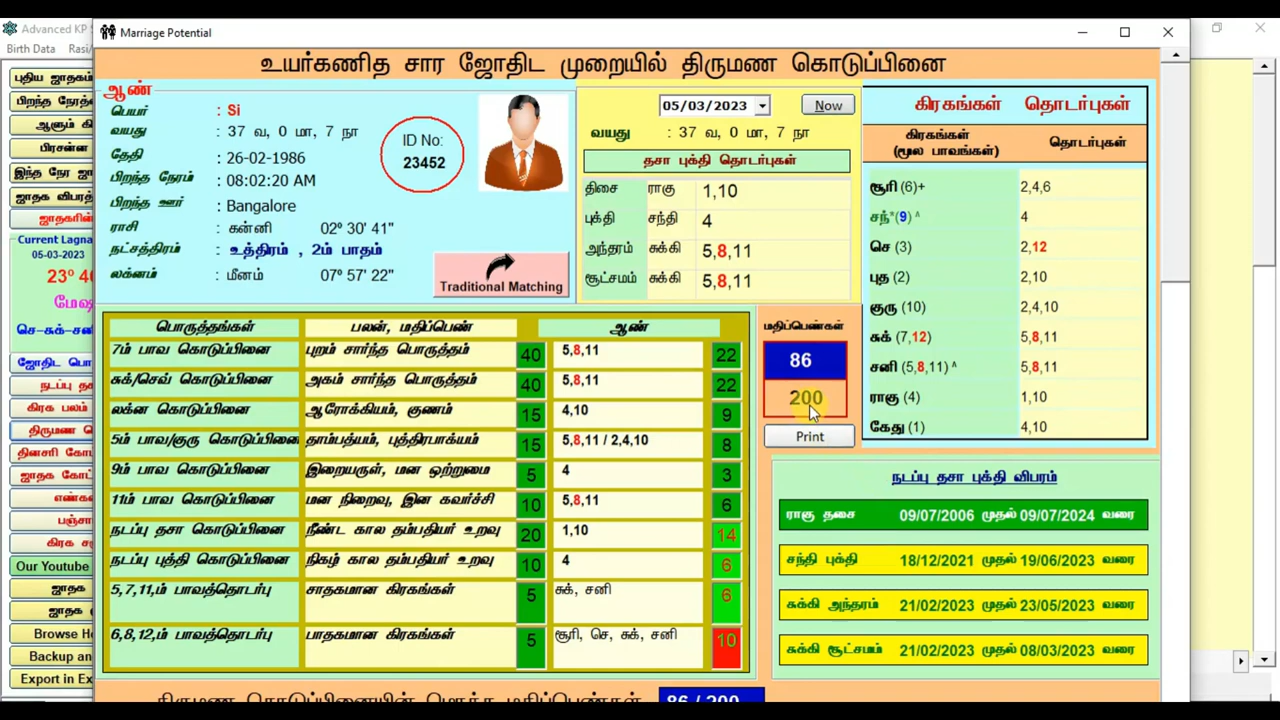 Advanced KP
Marriage Potential
Birth Data
உயர்கணித சார ஜோதிட முறையில் திருமண கொடுப்பினை
ஆண்
பெயர் : Si
வயது : 37 வ, 0 மா, 7 நா
தேதி : 26-02-1986
பிறந்த நேரம் : 08:02:20 AM
பிறந்த ஊர் : Bangalore
ராசி : கன்னி 02º 30' 41"
நட்சத்திரம் : உத்திரம் , 2ம் பாதம்
லக்னம் : மீனம் 07º 57' 22"
ID No:
23452
Traditional Matching
05/03/2023 Now
வயது : 37 வ, 0 மா, 7 நா
தசா புக்தி தொடர்புகள்
திசை ராகு 1,10
புக்தி சந்தி 4
அந்தரம் சுக்கி 5,8,11
சூட்சமம் சுக்கி 5,8,11
கிரகங்கள் தொடர்புகள்
கிரகங்கள்
(மூல பாவங்கள்) தொடர்புகள்
சூரி (6)+ 2,4,6
சந்*(9) ^ 4
செ (3) 2,12
புத (2) 2,10
குரு (10) 2,4,10
சுக் (7,12) 5,8,11
சனி (5,8,11) ^ 5,8,11
ராகு (4) 1,10
கேது (1) 4,10
பொருத்தங்கள் பலன், மதிப்பெண் ஆண்
7ம் பாவ கொடுப்பினை புறம் சார்ந்த பொருத்தம் 40 5,8,11 22
சுக்/செவ் கொடுப்பினை அகம் சார்ந்த பொருத்தம் 40 5,8,11 22
லக்ன கொடுப்பினை ஆரோக்கியம், குணம் 15 4,10 9
5ம் பாவ/குரு கொடுப்பினை தாம்பத்யம், புத்திரபாக்யம் 15 5,8,11 / 2,4,10 8
9ம் பாவ கொடுப்பினை இறையருள், மன ஒற்றுமை 5 4 3
11ம் பாவ கொடுப்பினை மன நிறைவு, இன கவர்ச்சி 10 5,8,11 6
நடப்பு தசா கொடுப்பினை நீண்ட கால தம்பதியர் உறவு 20 1,10 14
நடப்பு புத்தி கொடுப்பினை நிகழ் கால தம்பதியர் உறவு 10 4 6
5,7,11,ம் பாவத்தொடர்பு சாதகமான கிரகங்கள் 5 சுக், சனி 6
6,8,12,ம் பாவத்தொடர்பு பாதகமான கிரகங்கள் 5 சூரி, செ, சுக், சனி 10
மதிப்பெண்கள்
86
200
Print
நடப்பு தசா புக்தி விபரம்
ராகு தசை 09/07/2006 முதல் 09/07/2024 வரை
சந்தி புக்தி 18/12/2021 முதல் 19/06/2023 வரை
சுக்கி அந்தரம் 21/02/2023 முதல் 23/05/2023 வரை
சுக்கி சூட்சமம் 21/02/2023 முதல் 08/03/2023 வரை
திருமண கொடுப்பினையின் மொத்த மதிப்பெண்கள் 86 / 200
புதிய ஜாதகம்
Current Lagna
05-03-2023
செ-சுக்-சனி
Our Youtube
Backup an
Export in Ex